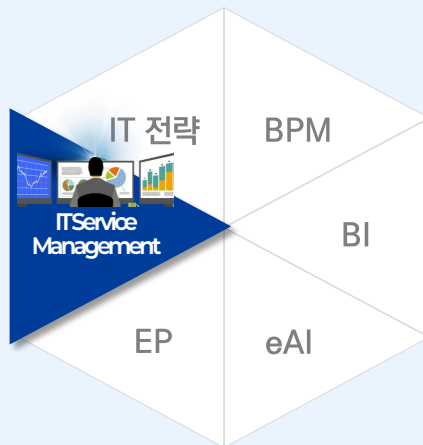 IT 전략
BPM
ITService
Management
BI
EP
eAI